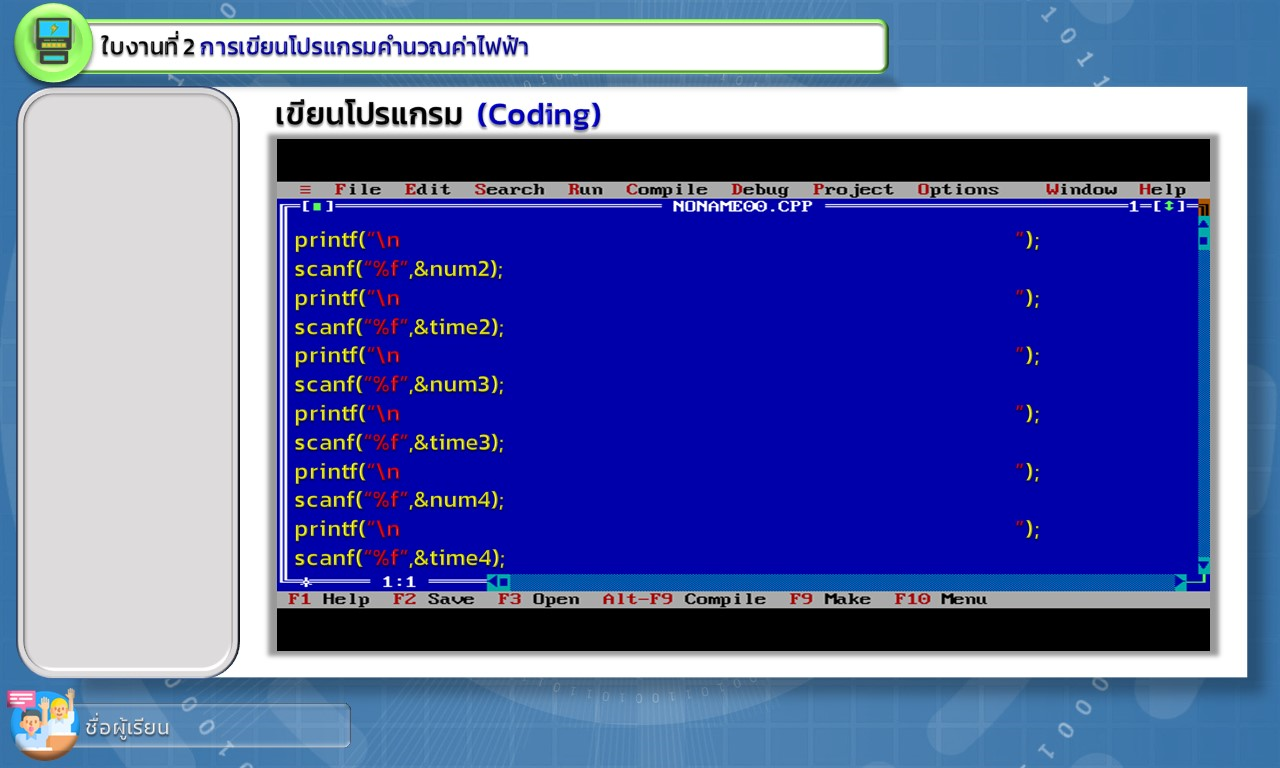 ใบงานที่ 2 การเขียนโปรแกรมคำนวณค่าไฟฟ้า
เขียนโปรแกรม (Coding)
≡ File Edit Search Run Compile Debug Project Options Window Help
[■] NONAME00.CPP 1=[↕]
printf("\n ");
scanf("%f",&num2);
printf("\n ");
scanf("%f",&time2);
printf("\n ");
scanf("%f",&num3);
printf("\n ");
scanf("%f",&time3);
printf("\n ");
scanf("%f",&num4);
printf("\n ");
scanf("%f",&time4);
1:1
F1 Help F2 Save F3 Open Alt-F9 Compile F9 Make F10 Menu
ชื่อผู้เรียน